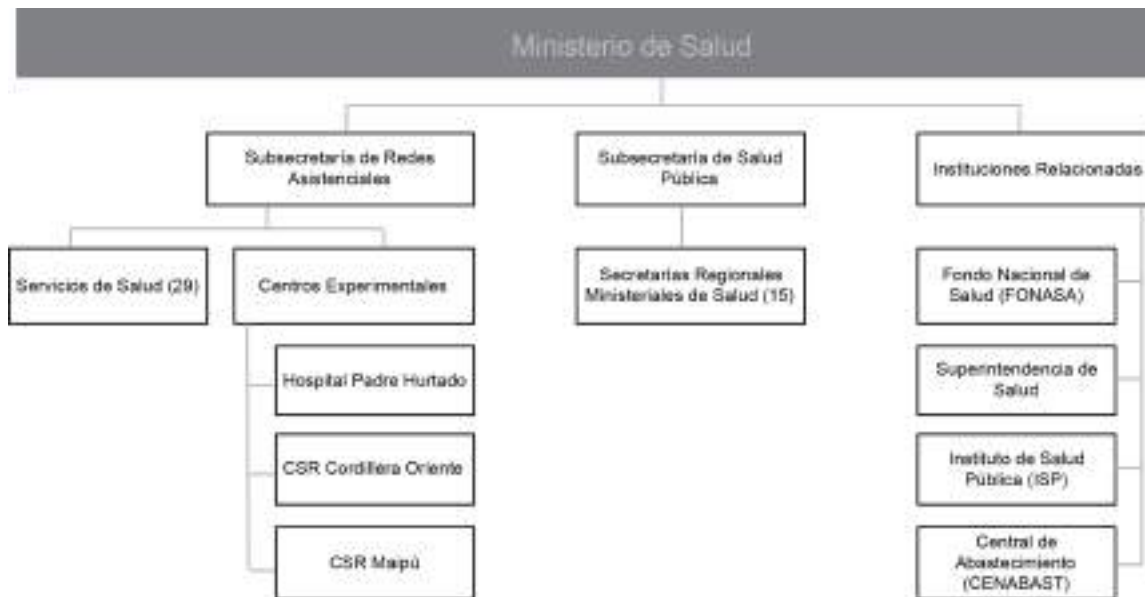 Ministerio de Salud
Subsecretaría de Redes
Asistenciales
Subsecretaría de Salud
Pública
Instituciones Relacionadas
Servicios de Salud (29)
Centros Experimentales
Secretarías Regionales
Ministeriales de Salud (15)
Fondo Nacional de
Salud (FONASA)
Hospital Padre Hurtado
Superintendencia de
Salud
CSR Cordillera Oriente
Instituto de Salud
Pública (ISP)
CSR Maipú
Central de
Abastecimiento
(CENABAST)